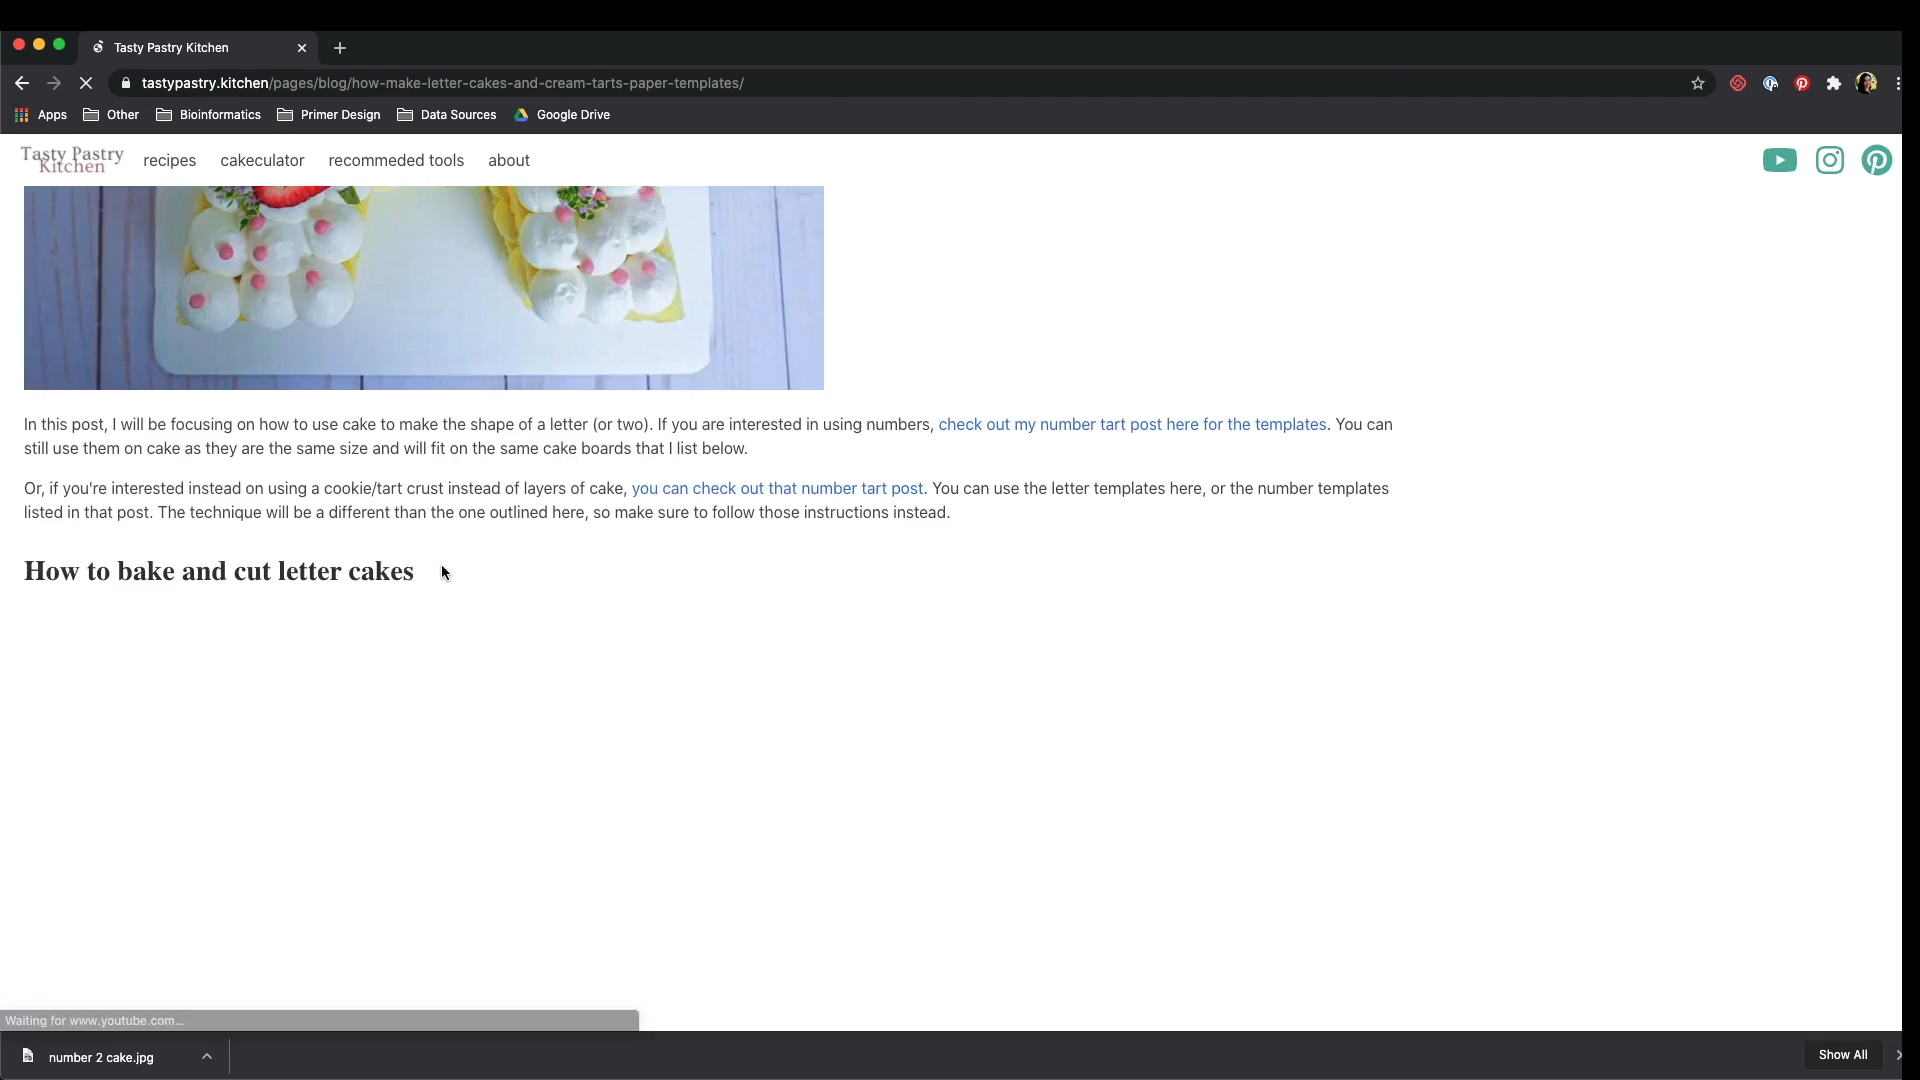 Tasty Pastry Kitchen
tastypastry.kitchen/pages/blog/how-make-letter-cakes-and-cream-tarts-paper-templates/
Apps Other Bioinformatics Primer Design Data Sources Google Drive
Tasty Pastry
Kitchen
recipes cakeculator recommeded tools about
In this post, I will be focusing on how to use cake to make the shape of a letter (or two). If you are interested in using numbers, check out my number tart post here for the templates. You can
still use them on cake as they are the same size and will fit on the same cake boards that I list below.
Or, if you're interested instead on using a cookie/tart crust instead of layers of cake, you can check out that number tart post. You can use the letter templates here, or the number templates
listed in that post. The technique will be a different than the one outlined here, so make sure to follow those instructions instead.
How to bake and cut letter cakes
Waiting for www.youtube.com...
number 2 cake.jpg
Show All